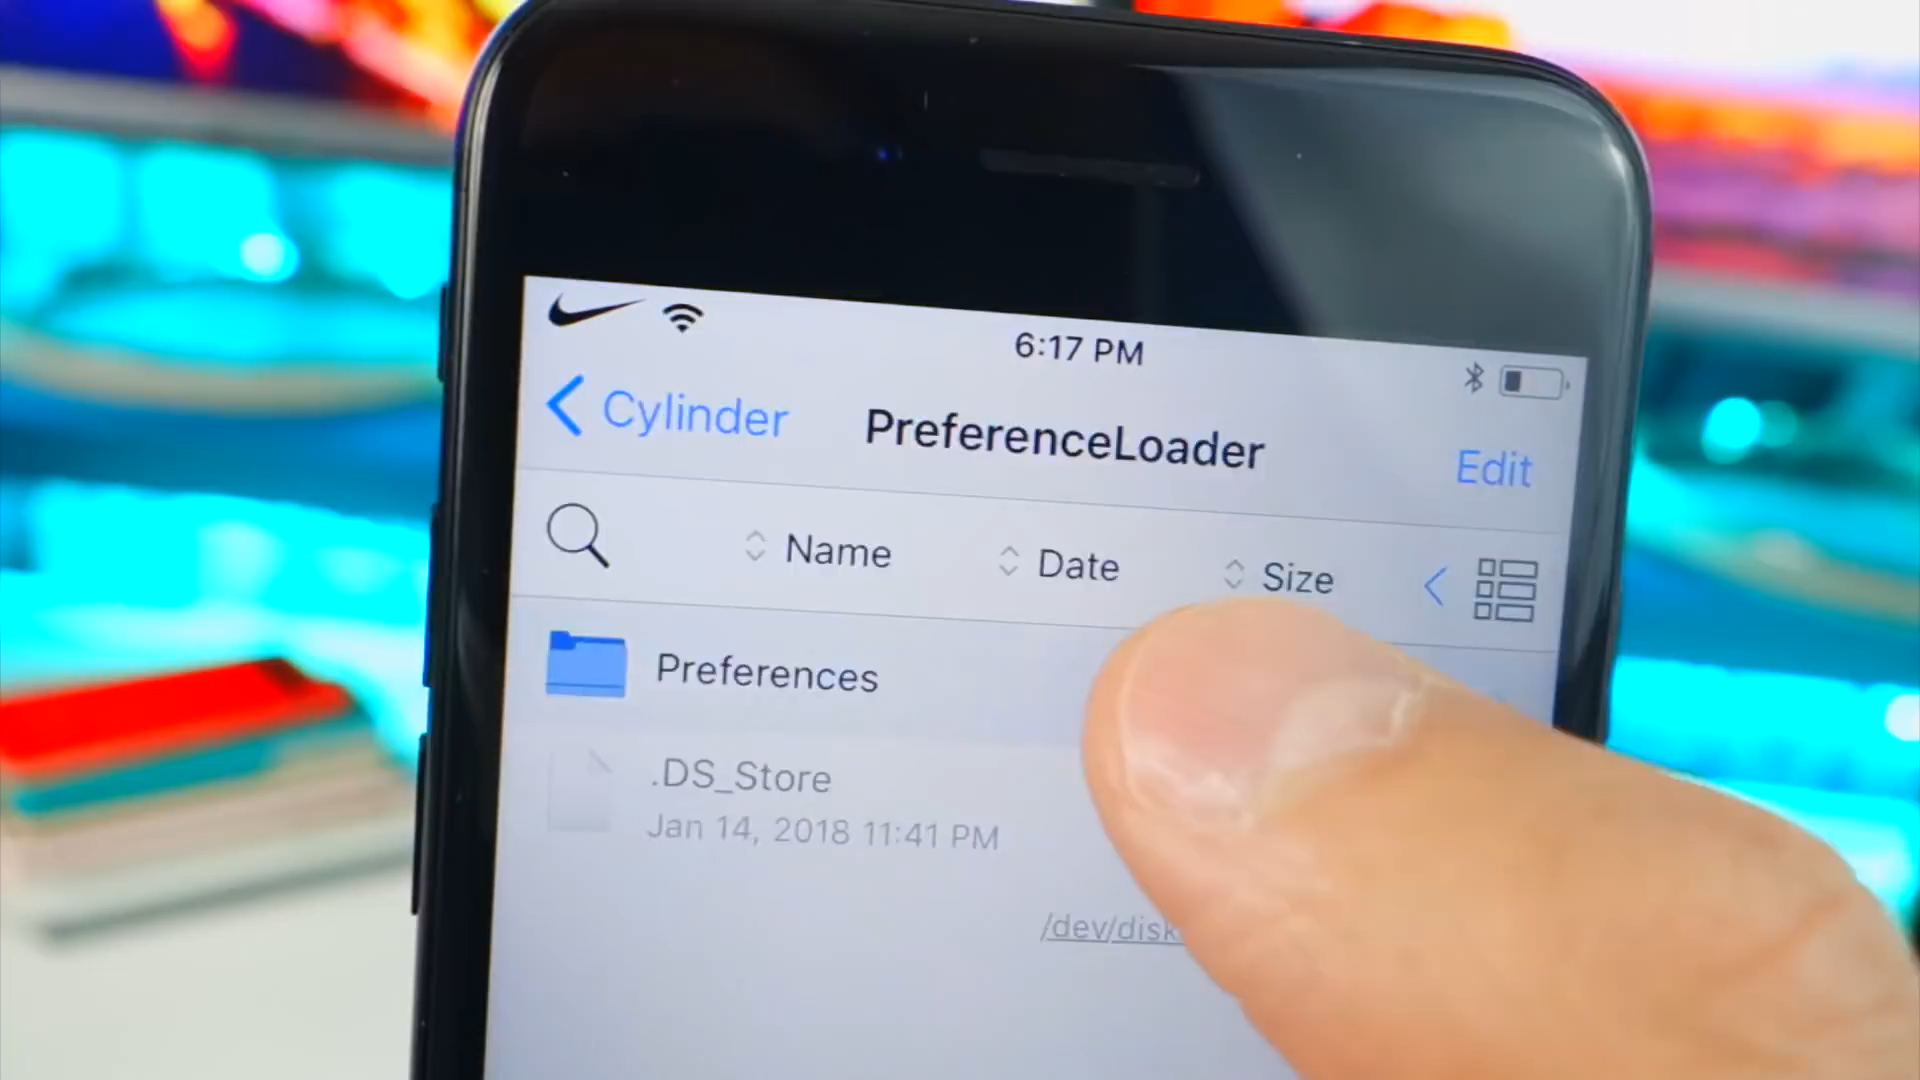 6:17 PM
Cylinder
PreferenceLoader
Edit
Name
Date
Size
Preferences
.DS_Store
Jan 14, 2018 11:41 PM
/dev/disk